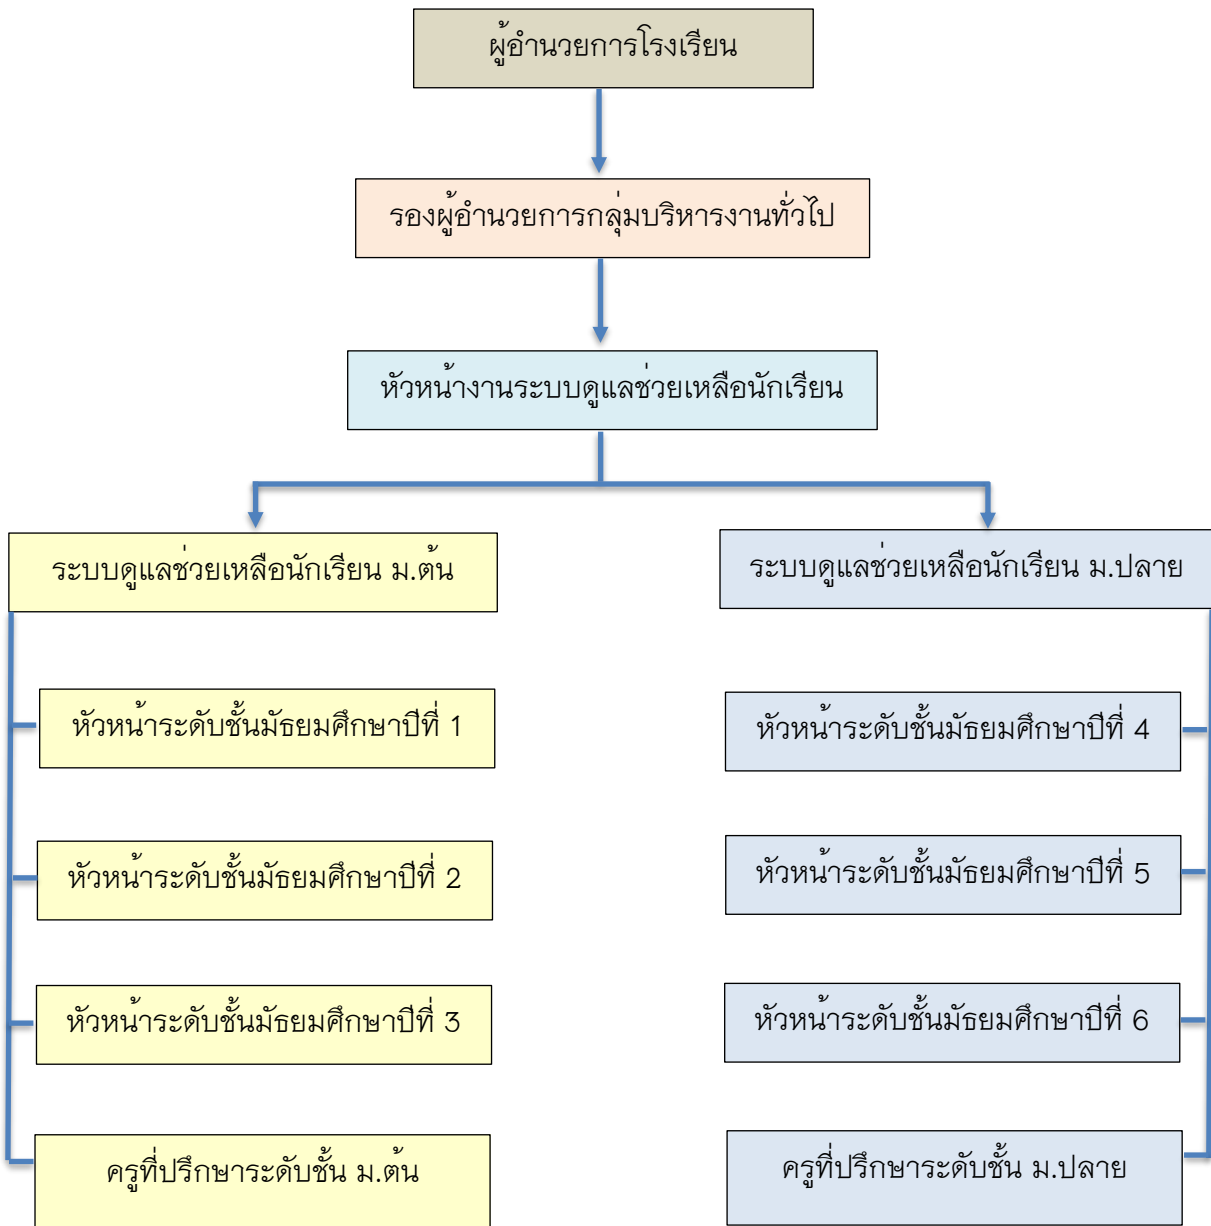 ผู้อำนวยการโรงเรียน
รองผู้อำนวยการกลุ่มบริหารงานทั่วไป
หัวหน้างานระบบดูแลช่วยเหลือนักเรียน
ระบบดูแลช่วยเหลือนักเรียน ม.ต้น
หัวหน้าระดับชั้นมัธยมศึกษาปีที่ 1
หัวหน้าระดับชั้นมัธยมศึกษาปีที่ 2
หัวหน้าระดับชั้นมัธยมศึกษาปีที่ 3
ครูที่ปรึกษาระดับชั้น ม.ต้น
ระบบดูแลช่วยเหลือนักเรียน ม.ปลาย
หัวหน้าระดับชั้นมัธยมศึกษาปีที่ 4
หัวหน้าระดับชั้นมัธยมศึกษาปีที่ 5
หัวหน้าระดับชั้นมัธยมศึกษาปีที่ 6
ครูที่ปรึกษาระดับชั้น ม.ปลาย